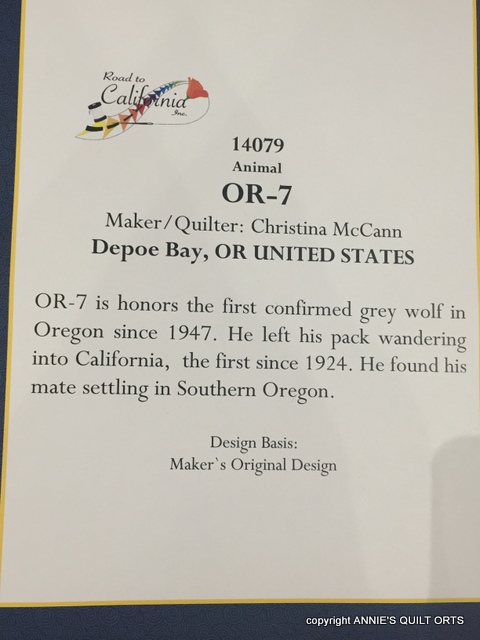 Road to
California
Inc.
14079
Animal
OR-7
Maker/Quilter: Christina McCann
Depoe Bay, OR UNITED STATES
OR-7 is honors the first confirmed grey wolf in
Oregon since 1947. He left his pack wandering
into California, the first since 1924. He found his
mate settling in Southern Oregon.
Design Basis:
Maker`s Original Design
copyright ANNIE'S QUILT ORTS